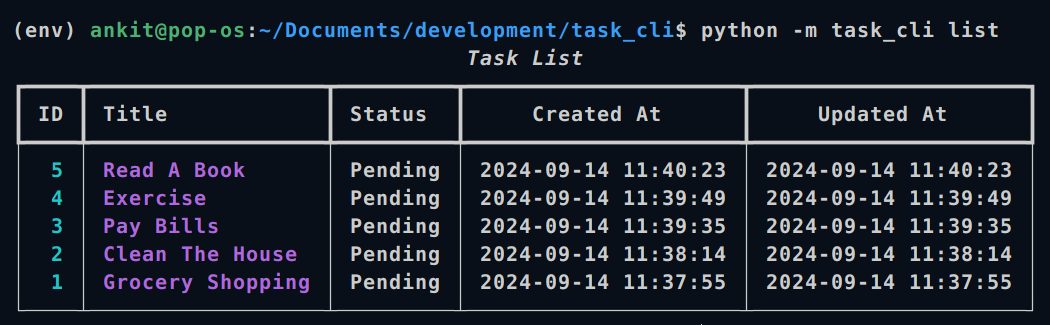 (env) ankit@pop-os:~/Documents/development/task_cli$ python -m task_cli list
Task List
ID Title Status Created At Updated At
5 Read A Book Pending 2024-09-14 11:40:23 2024-09-14 11:40:23
4 Exercise Pending 2024-09-14 11:39:49 2024-09-14 11:39:49
3 Pay Bills Pending 2024-09-14 11:39:35 2024-09-14 11:39:35
2 Clean The House Pending 2024-09-14 11:38:14 2024-09-14 11:38:14
1 Grocery Shopping Pending 2024-09-14 11:37:55 2024-09-14 11:37:55